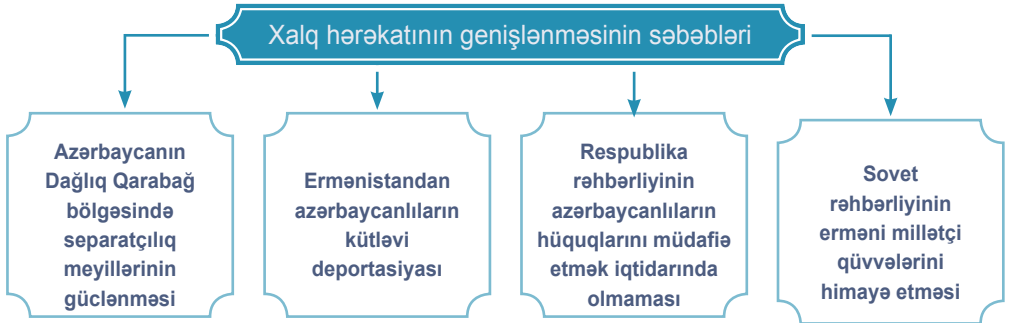 Xalq hərəkatının genişlənməsinin səbəbləri
Azərbaycanın
Dağlıq Qarabağ
bölgəsində
separatçılıq
meyillərinin
güclənməsi
Ermənistandan
azərbaycanlıların
kütləvi
deportasiyası
Respublika
rəhbərliyinin
azərbaycanlıların
hüquqlarını müdafiə
etmək iqtidarında
olmaması
Sovet
rəhbərliyinin
erməni millətçi
qüvvələrini
himayə etməsi